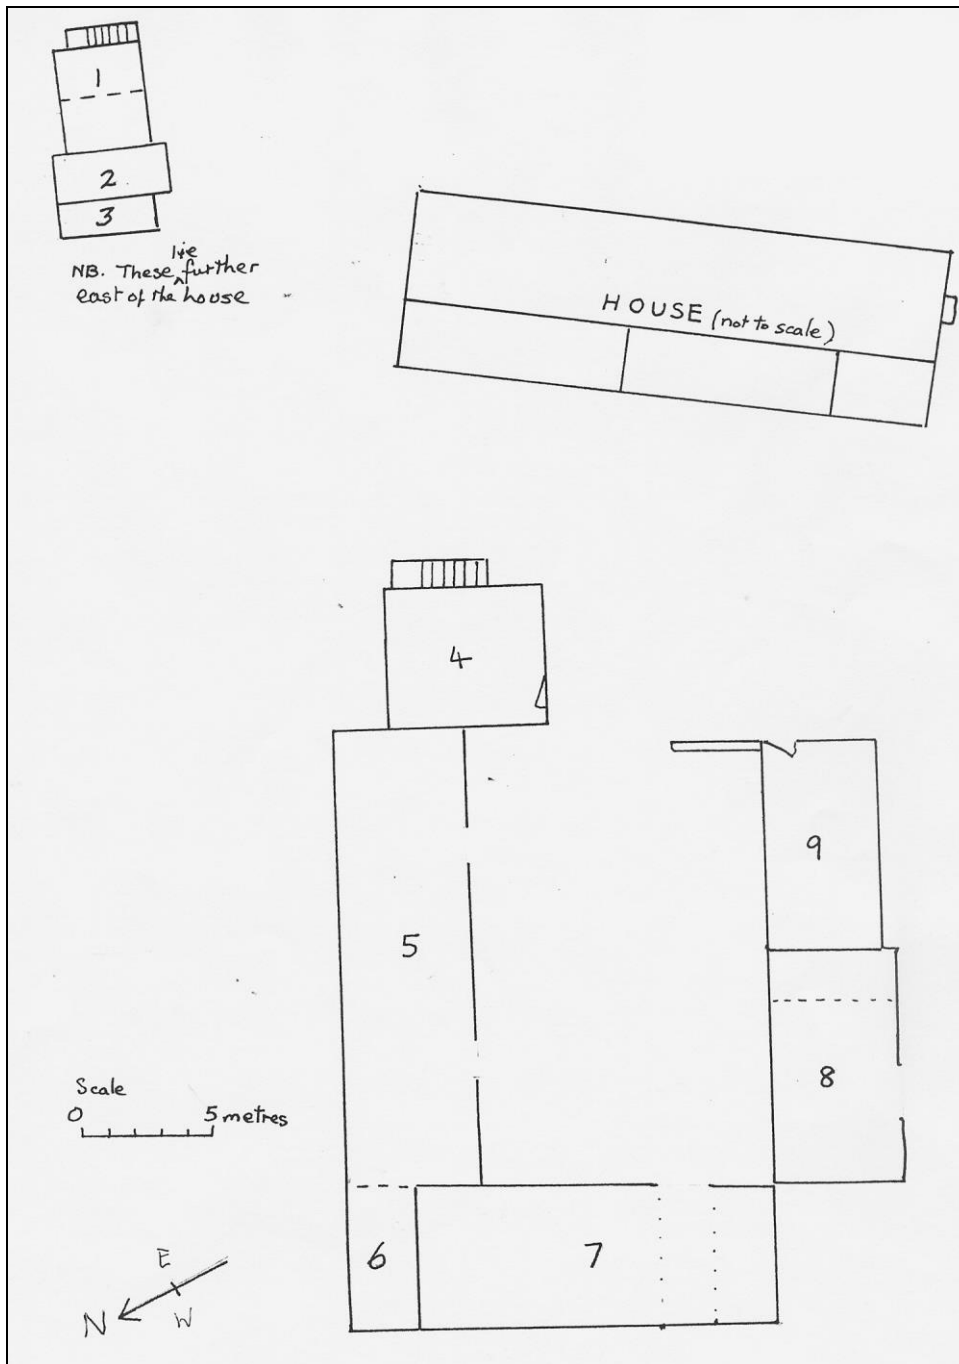 1
2
3
NB. These lie further
east of the house
HOUSE (not to scale)
4
9
5
8
Scale
0 5 metres
6
7
E
N
W